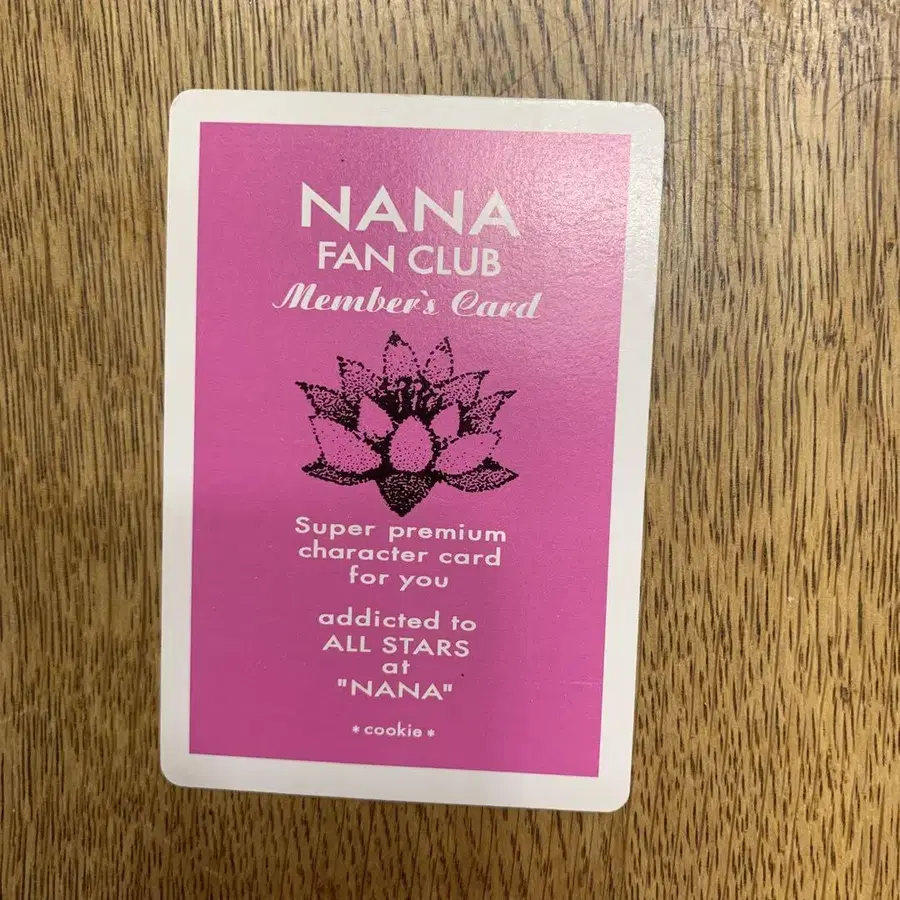 NANA
FAN CLUB
Member`s Card
Super premium
character card
for you
addicted to
ALL STARS
at
"NANA"
*cookie*